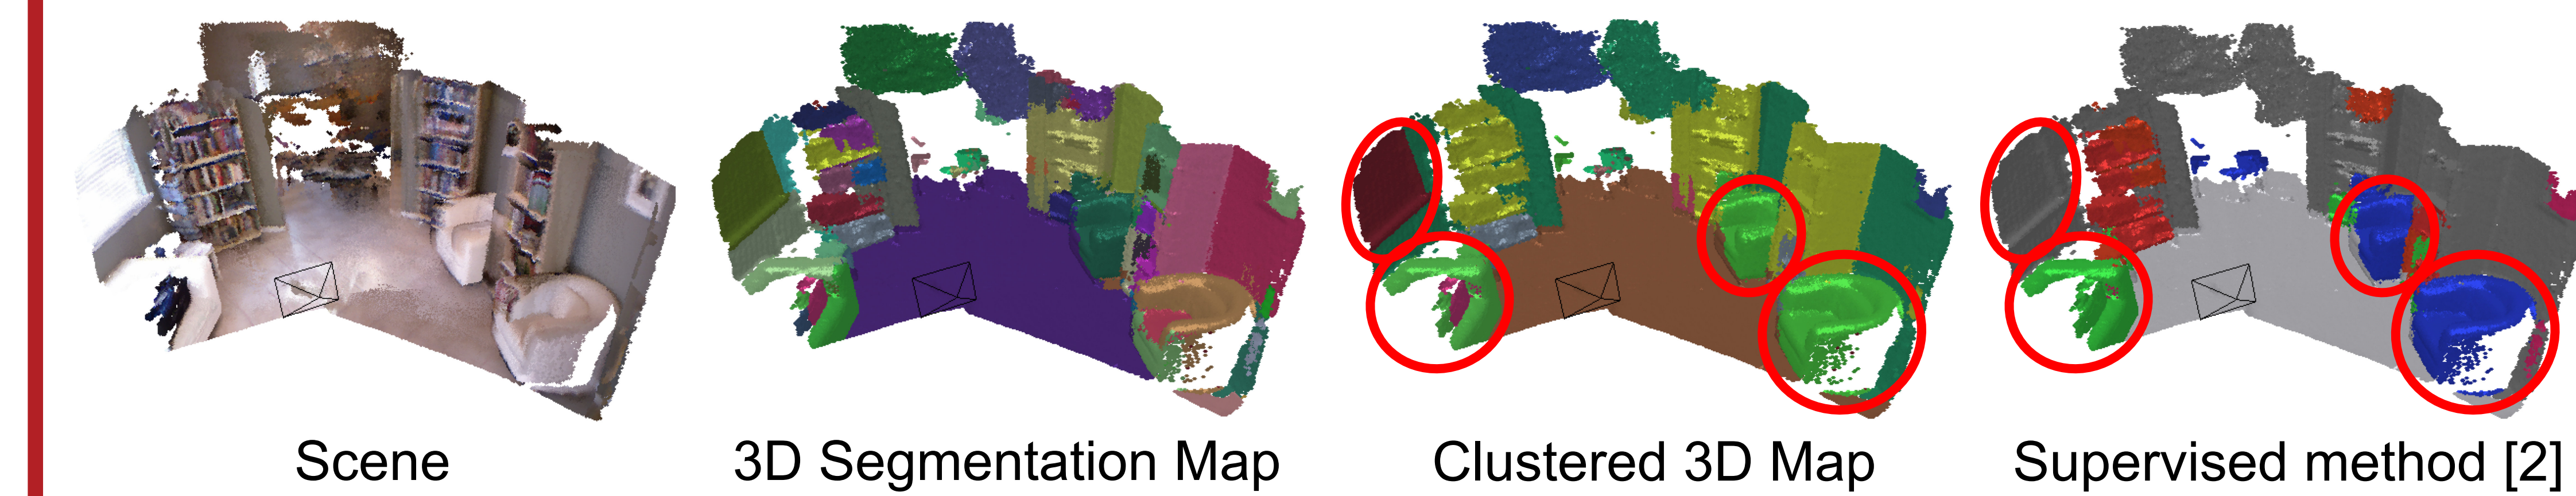 Scene
3D Segmentation Map
Clustered 3D Map
Supervised method [2]